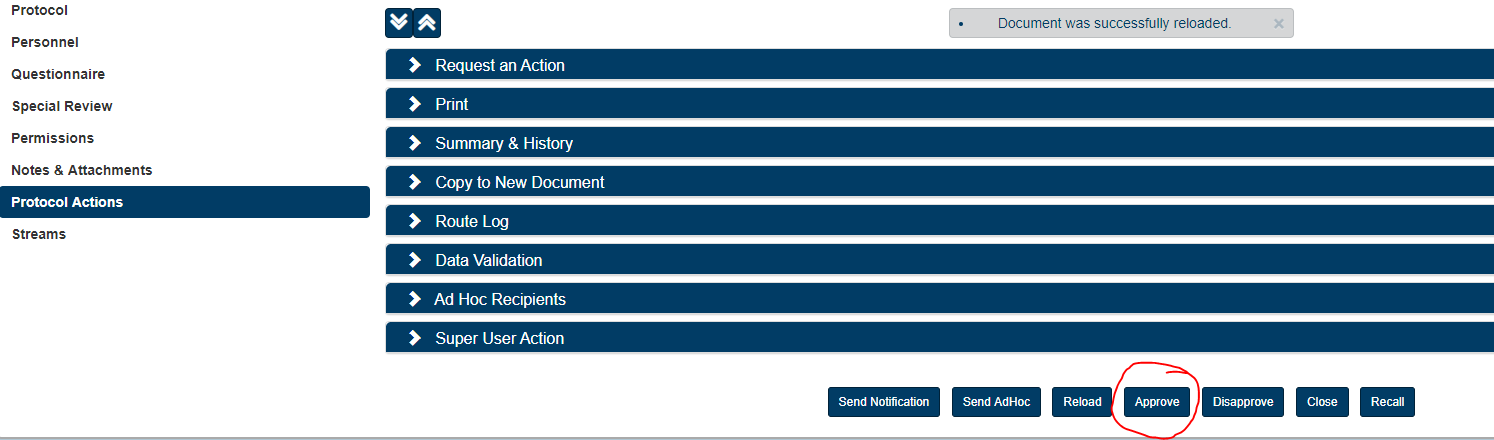 Protocol
Personnel
Questionnaire
Special Review
Permissions
Notes & Attachments
Protocol Actions
Streams
Document was successfully reloaded.
Request an Action
Print
Summary & History
Copy to New Document
Route Log
Data Validation
Ad Hoc Recipients
Super User Action
Send Notification Send AdHoc Reload Approve Disapprove Close Recall